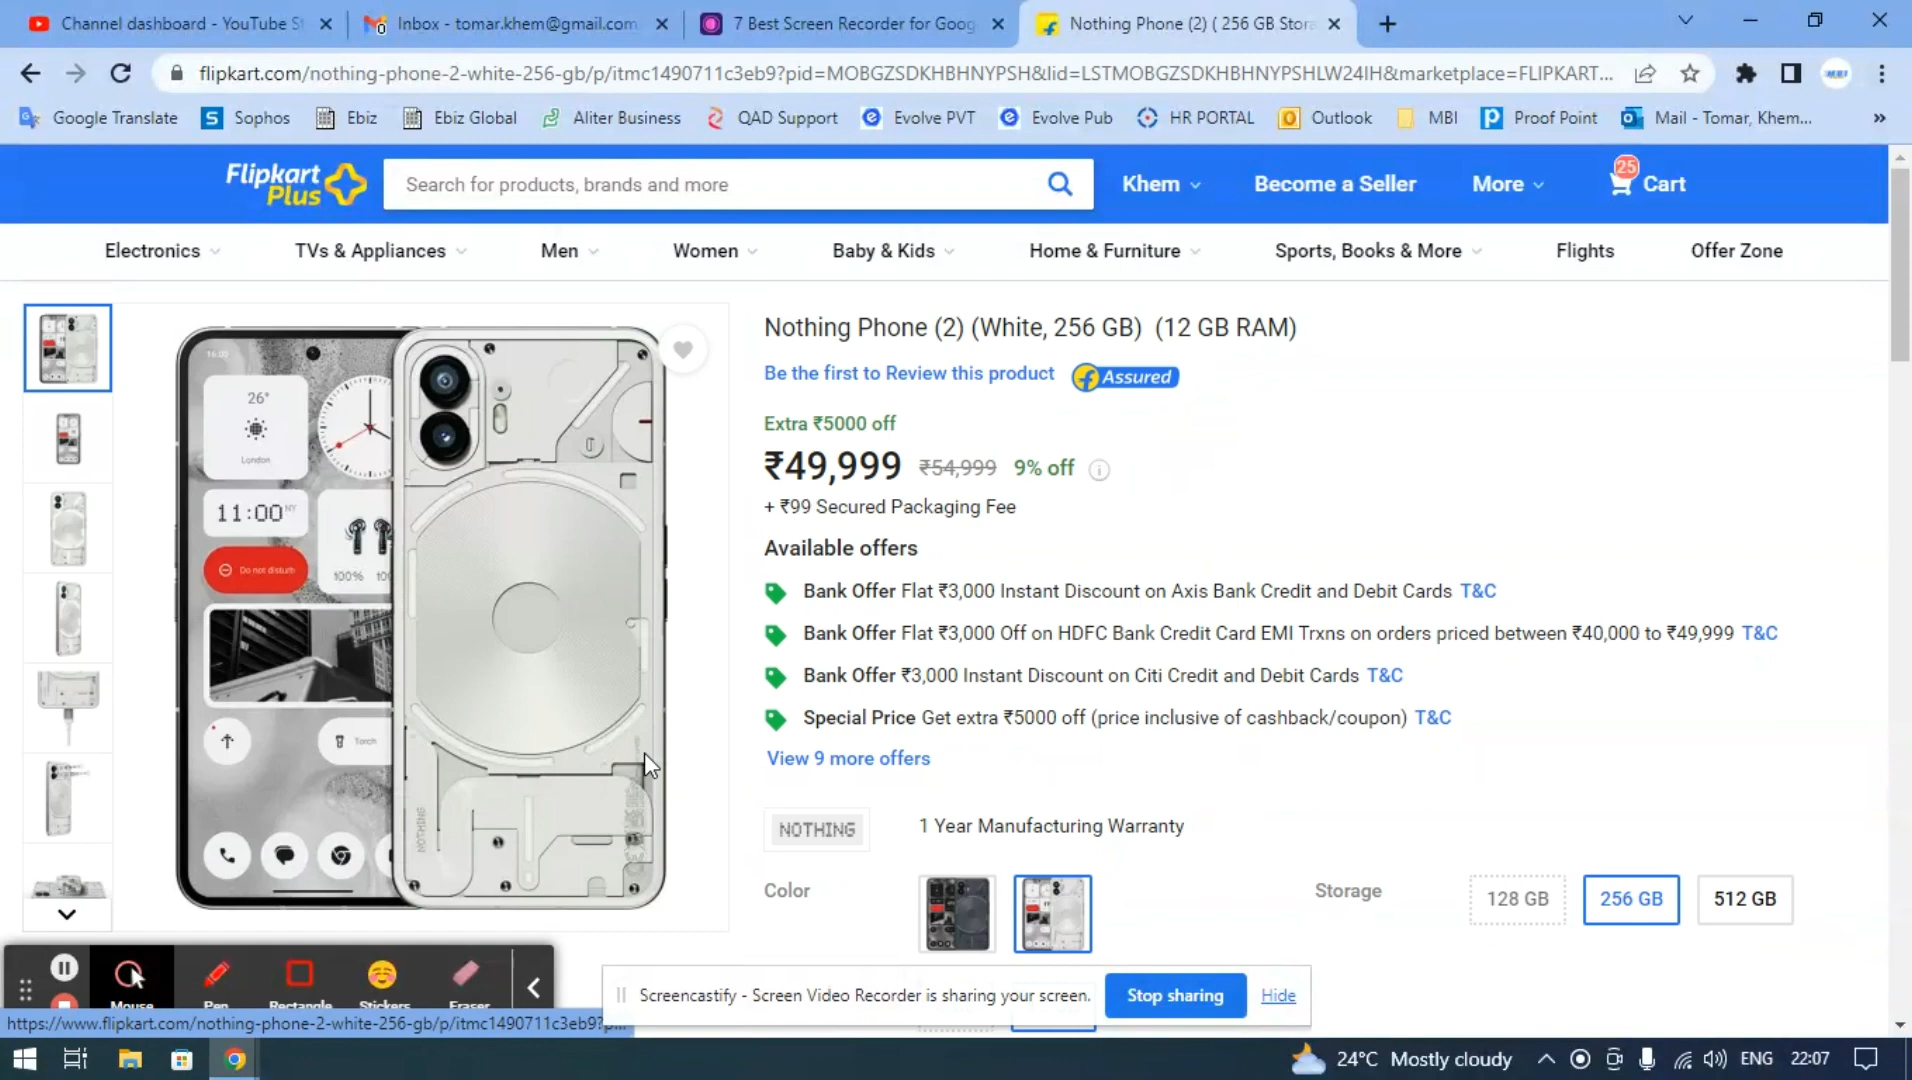 Channel dashboard - YouTube S
Inbox - tomar.khem@gmail.com
7 Best Screen Recorder for Goog
Nothing Phone (2) ( 256 GB Stora
flipkart.com/nothing-phone-2-white-256-gb/p/itmc1490711c3eb9?pid=MOBGZSDKHBHNYPSH&lid=LSTMOBGZSDKHBHNYPSHLW24IH&marketplace=FLIPKART...
Google Translate
Sophos
Ebiz
Ebiz Global
Aliter Business
QAD Support
Evolve PVT
Evolve Pub
HR PORTAL
Outlook
MBI
Proof Point
Mail - Tomar, Khem...
Flipkart Plus
Search for products, brands and more
Khem
Become a Seller
More
25
Cart
Electronics
TVs & Appliances
Men
Women
Baby & Kids
Home & Furniture
Sports, Books & More
Flights
Offer Zone
16:00
26°
London
11:00 NY
Do not disturb
100%
Torch
NOTHING
Nothing Phone (2) (White, 256 GB) (12 GB RAM)
Be the first to Review this product
Assured
Extra ₹5000 off
₹49,999 ₹54,999 9% off
+ ₹99 Secured Packaging Fee
Available offers
Bank Offer Flat ₹3,000 Instant Discount on Axis Bank Credit and Debit Cards T&C
Bank Offer Flat ₹3,000 Off on HDFC Bank Credit Card EMI Trxns on orders priced between ₹40,000 to ₹49,999 T&C
Bank Offer ₹3,000 Instant Discount on Citi Credit and Debit Cards T&C
Special Price Get extra ₹5000 off (price inclusive of cashback/coupon) T&C
View 9 more offers
NOTHING
1 Year Manufacturing Warranty
Color
Storage
128 GB
256 GB
512 GB
Mouse
Pen
Rectangle
Stickers
Eraser
Screencastify - Screen Video Recorder is sharing your screen.
Stop sharing
Hide
https://www.flipkart.com/nothing-phone-2-white-256-gb/p/itmc1490711c3eb9?p...
24°C Mostly cloudy
ENG
22:07